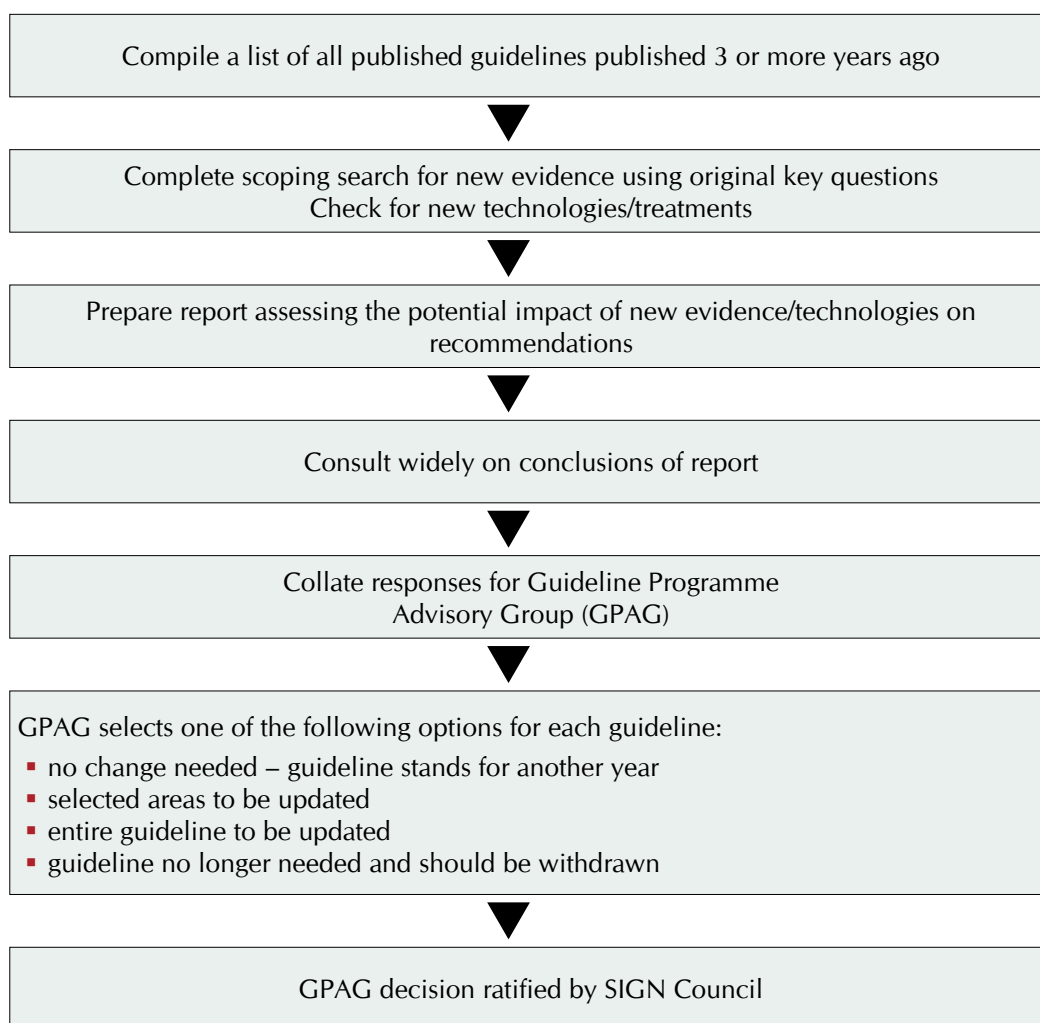 Compile a list of all published guidelines published 3 or more years ago
Complete scoping search for new evidence using original key questions
Check for new technologies/treatments
Prepare report assessing the potential impact of new evidence/technologies on
recommendations
Consult widely on conclusions of report
Collate responses for Guideline Programme
Advisory Group (GPAG)
GPAG selects one of the following options for each guideline:
▪ no change needed – guideline stands for another year
▪ selected areas to be updated
▪ entire guideline to be updated
▪ guideline no longer needed and should be withdrawn
GPAG decision ratified by SIGN Council